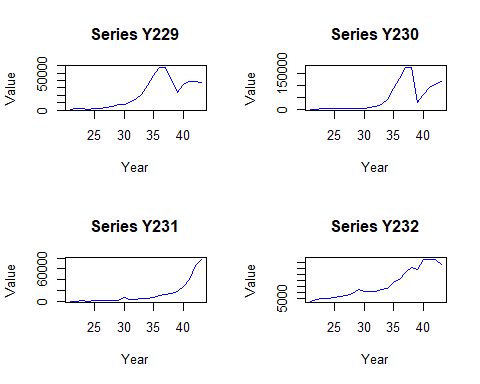 Series Y229
Value
0
50000
25
30
35
40
Year
Series Y230
Value
0
150000
25
30
35
40
Year
Series Y231
Value
0
60000
25
30
35
40
Year
Series Y232
Value
5000
25
30
35
40
Year